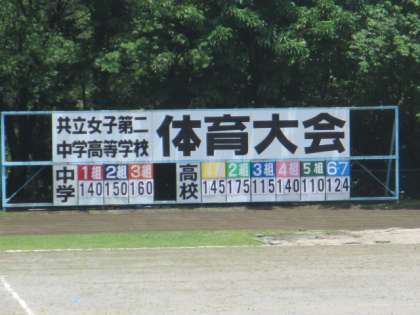 共立女子第二
中学高等学校
体育大会
中学
1組 2組 3組
140 150 160
高校
1組 2組 3組 4組 5組 6・7
145 175 115 140 110 124